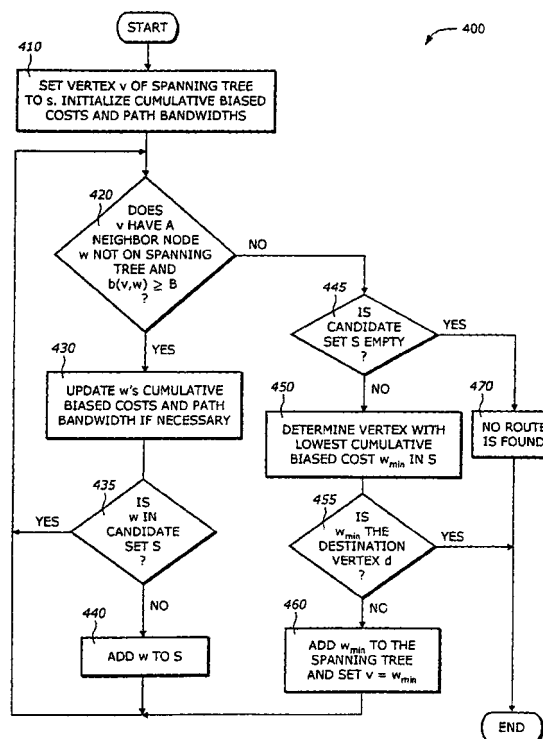 START
400
410
SET VERTEX v OF SPANNING TREE
TO s. INITIALIZE CUMULATIVE BIASED
COSTS AND PATH BANDWIDTHS
420
DOES
v HAVE A
NEIGHBOR NODE
w NOT ON SPANNING
TREE AND
b(v,w) ≥ B
?
NO
YES
430
UPDATE w'S CUMULATIVE
BIASED COSTS AND PATH
BANDWIDTH IF NECESSARY
435
IS
w IN
CANDIDATE
SET S
?
YES
NO
440
ADD w TO S
445
IS
CANDIDATE
SET S EMPTY
?
YES
NO
450
DETERMINE VERTEX WITH
LOWEST CUMULATIVE
BIASED COST wmin IN S
470
NO ROUTE
IS FOUND
455
IS
wmin THE
DESTINATION
VERTEX d
?
YES
NO
460
ADD wmin TO THE
SPANNING TREE
AND SET v = wmin
END